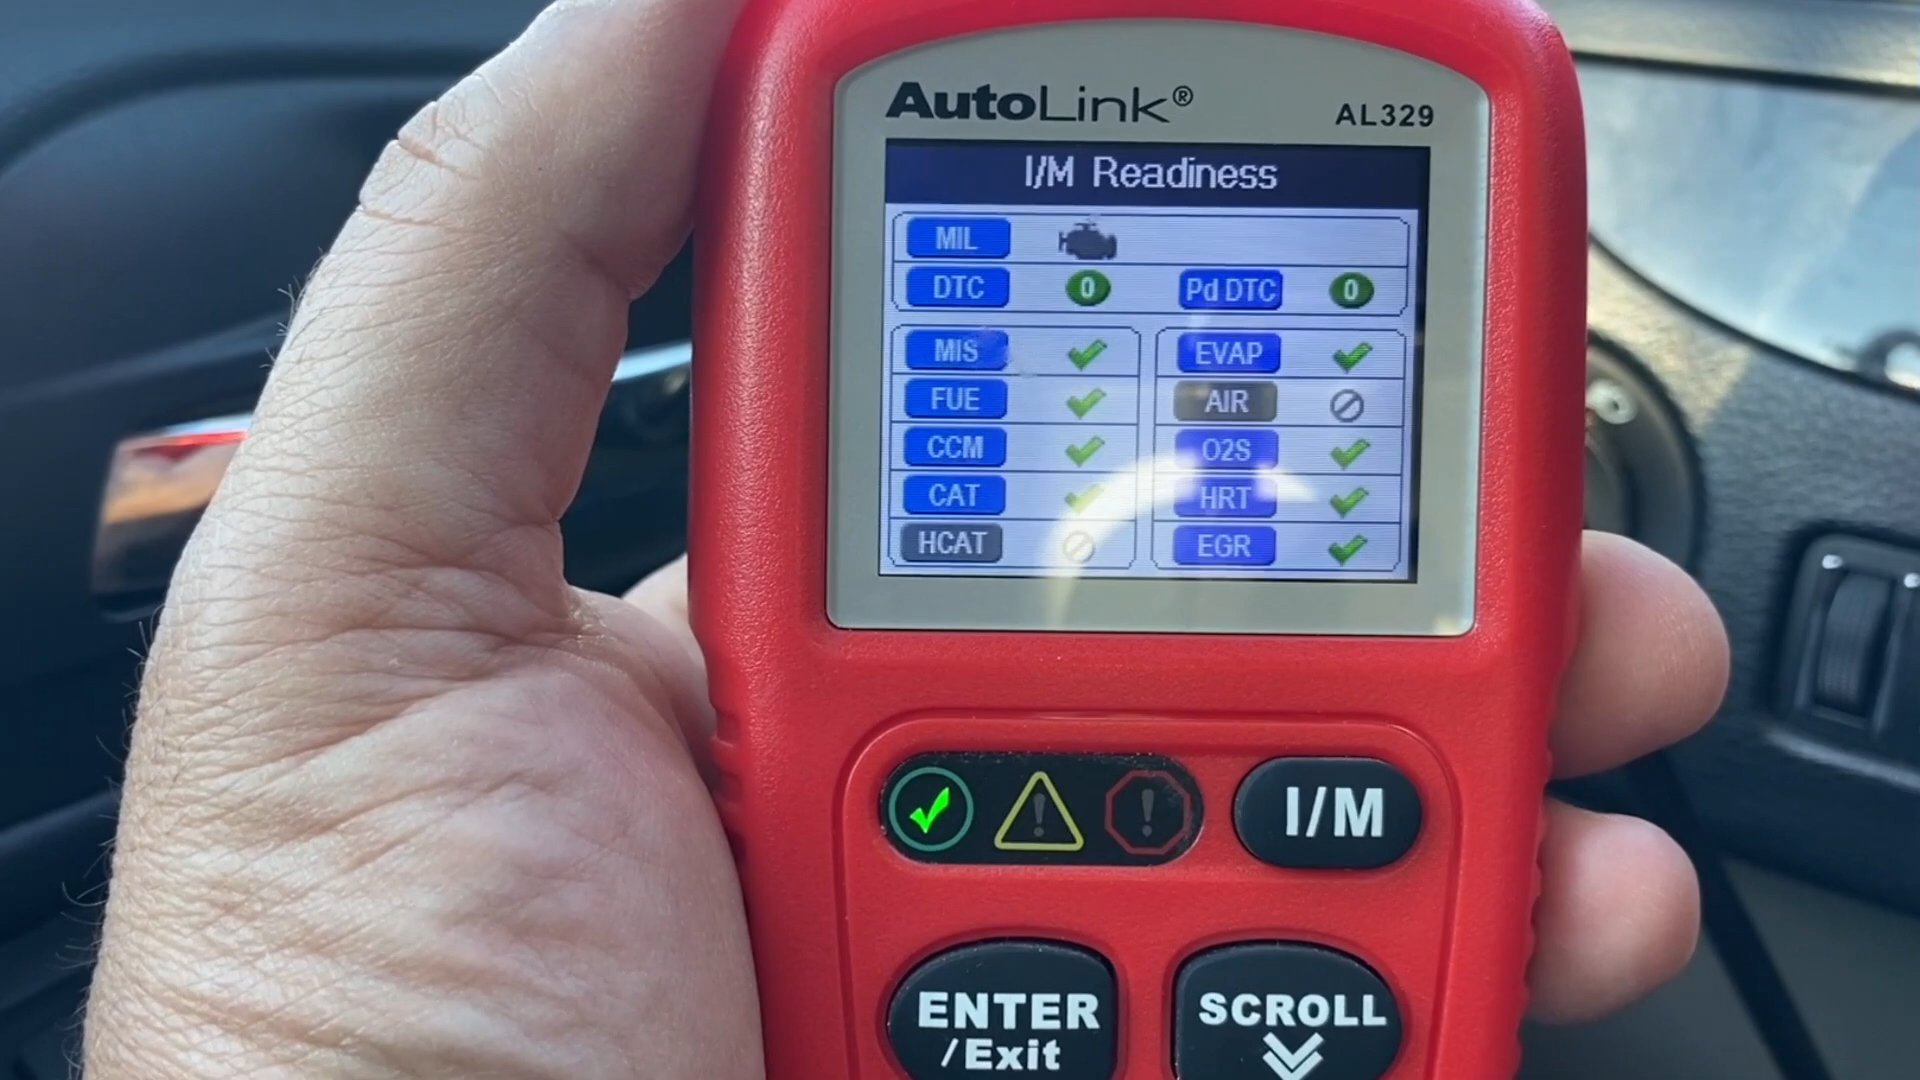 AutoLink® AL329
I/M Readiness
MIL
DTC 0 Pd DTC 0
MIS EVAP
FUE AIR
CCM O2S
CAT HRT
HCAT EGR
I/M
ENTER SCROLL
/Exit